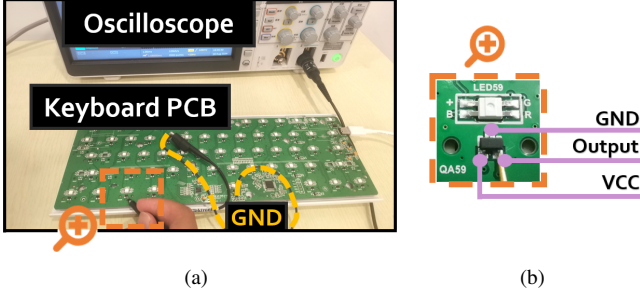 Oscilloscope
Keyboard PCB
GND
LED59
+ G
B R
QA59
GND
Output
VCC
(a)
(b)